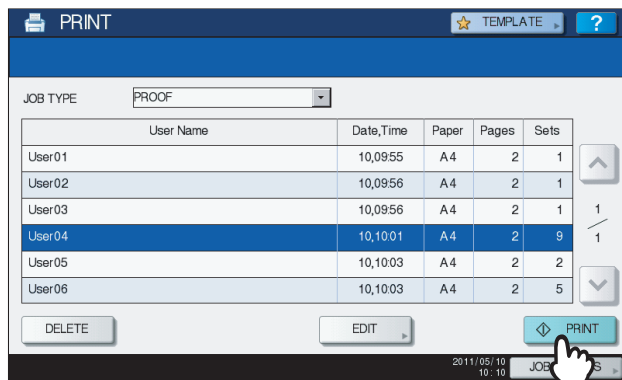 PRINT TEMPLATE ?
JOB TYPE PROOF
User Name Date,Time Paper Pages Sets
User01 10,09:55 A4 2 1
User02 10,09:56 A4 2 1
User03 10,09:56 A4 2 1
User04 10,10:01 A4 2 9
User05 10,10:03 A4 2 2
User06 10,10:03 A4 2 5
1
1
DELETE EDIT PRINT
2011/05/10
10:10